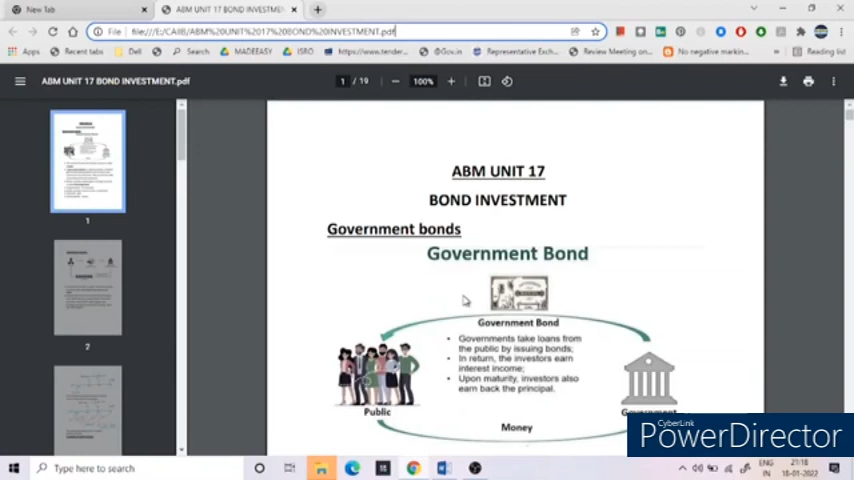 New Tab
ABM UNIT 17 BOND INVESTMEN
File
file:///E:/CAIIB/ABM%20UNIT%2017%20BOND%20INVESTMENT.pdf
Apps
Recent tabs
Dell
Search
MADEEASY
ISRO
https://www.tender...
@Gov.in
Representative Exch...
Review Meeting on...
No negative markin...
Reading list
ABM UNIT 17 BOND INVESTMENT.pdf
1 / 19
100%
ABM UNIT 17
BOND INVESTMENT
Government bonds
Government Bond
Government Bond
• Governments take loans from
the public by issuing bonds;
• In return, the investors earn
interest income;
• Upon maturity, investors also
earn back the principal.
Public
Government
Money
1
2
CyberLink
PowerDirector
Type here to search
ENG
IN
21:18
18-01-2022